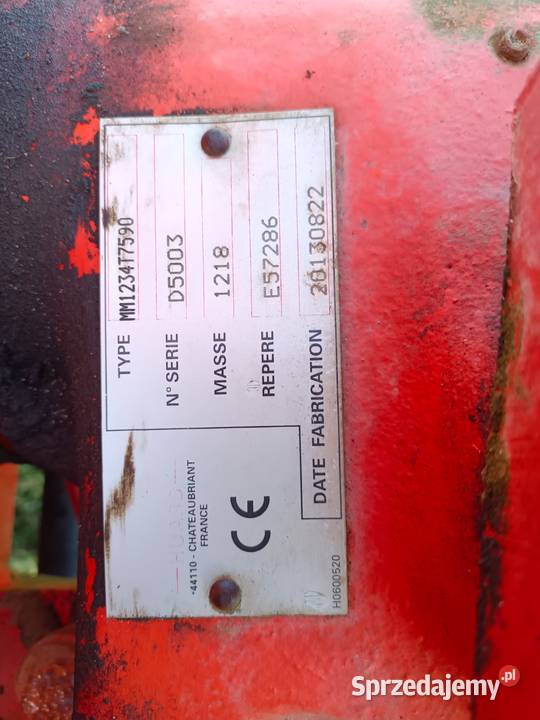 TYPE MM1234T7590
N° SERIE D5003
MASSE 1218
REPERE E57286
DATE FABRICATION 20130822
44110 - CHATEAUBRIANT
FRANCE
CE
H0600520
Sprzedajemy.pl